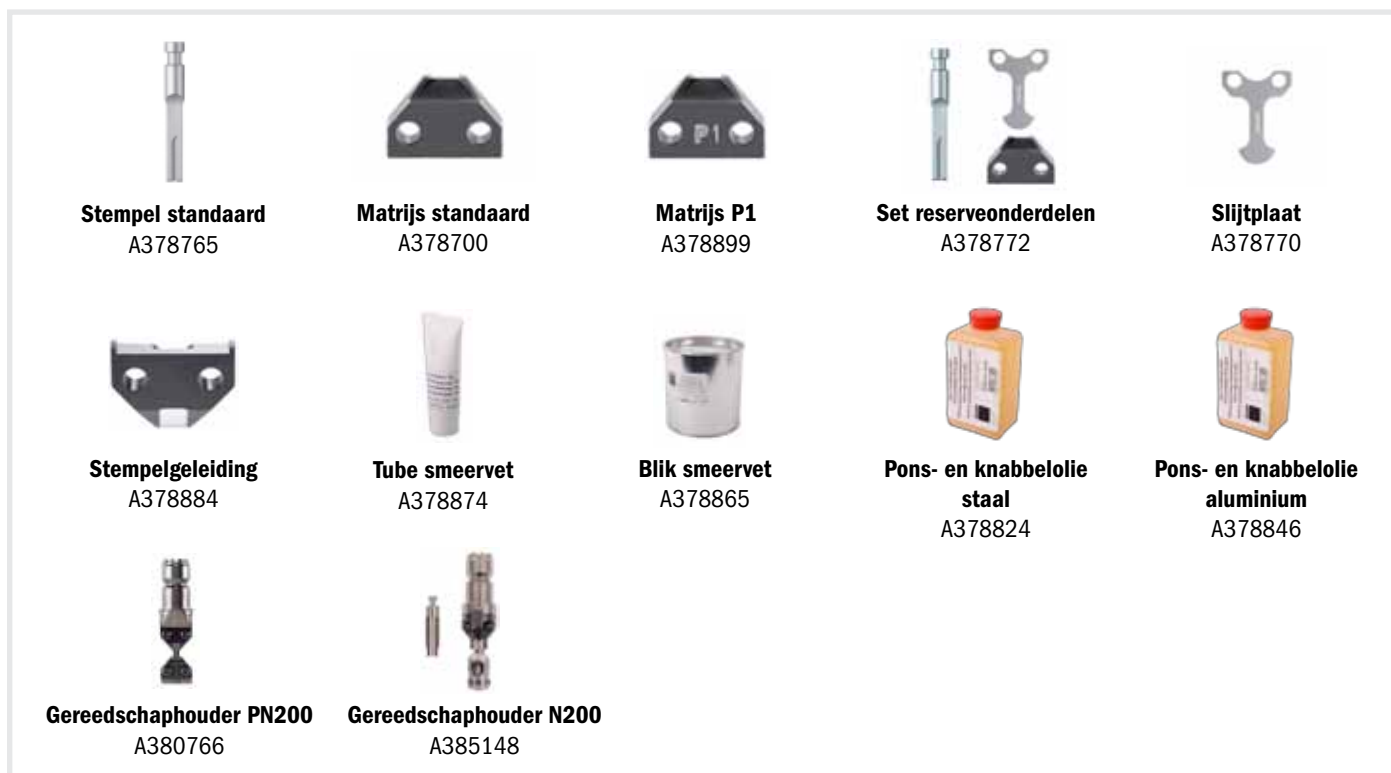 Stempel standaard
A378765
Matrijs standaard
A378700
P1
Matrijs P1
A378899
Set reserveonderdelen
A378772
Slijtplaat
A378770
Stempelgeleiding
A378884
Tube smeervet
A378874
Blik smeervet
A378865
Pons- en knabbelolie
staal
A378824
Pons- en knabbelolie
aluminium
A378846
Gereedschaphouder PN200
A380766
Gereedschaphouder N200
A385148